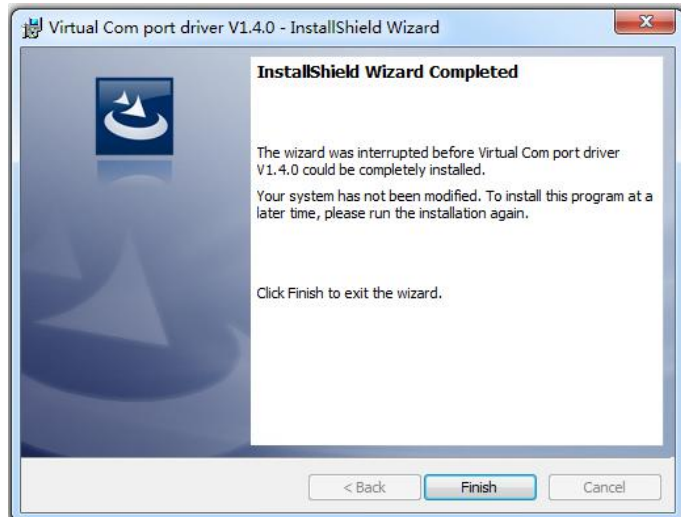 Virtual Com port driver V1.4.0 - InstallShield Wizard
InstallShield Wizard Completed
The wizard was interrupted before Virtual Com port driver
V1.4.0 could be completely installed.
Your system has not been modified. To install this program at a
later time, please run the installation again.
Click Finish to exit the wizard.
< Back
Finish
Cancel